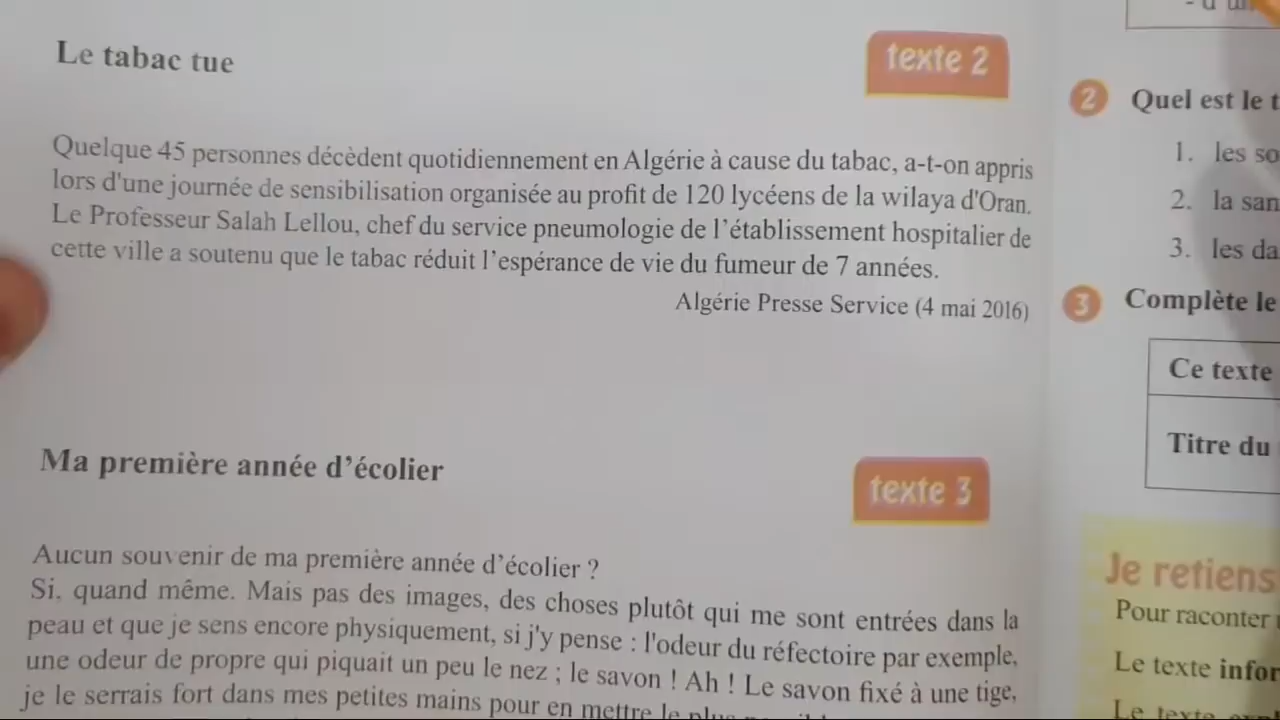 Le tabac tue
texte 2
Quelque 45 personnes décèdent quotidiennement en Algérie à cause du tabac, a-t-on appris
lors d'une journée de sensibilisation organisée au profit de 120 lycéens de la wilaya d'Oran.
Le Professeur Salah Lellou, chef du service pneumologie de l'établissement hospitalier de
cette ville a soutenu que le tabac réduit l'espérance de vie du fumeur de 7 années.
Algérie Presse Service (4 mai 2016)
Ma première année d'écolier
texte 3
Aucun souvenir de ma première année d'écolier ?
Si, quand même. Mais pas des images, des choses plutôt qui me sont entrées dans la
peau et que je sens encore physiquement, si j'y pense : l'odeur du réfectoire par exemple,
une odeur de propre qui piquait un peu le nez ; le savon ! Ah ! Le savon fixé à une tige,
je le serrais fort dans mes petites mains pour en mettre le plus
2 Quel est le t
1. les so
2. la san
3. les da
3 Complète le
Ce texte
Titre du
Je retiens
Pour raconter
Le texte infor
Le texte